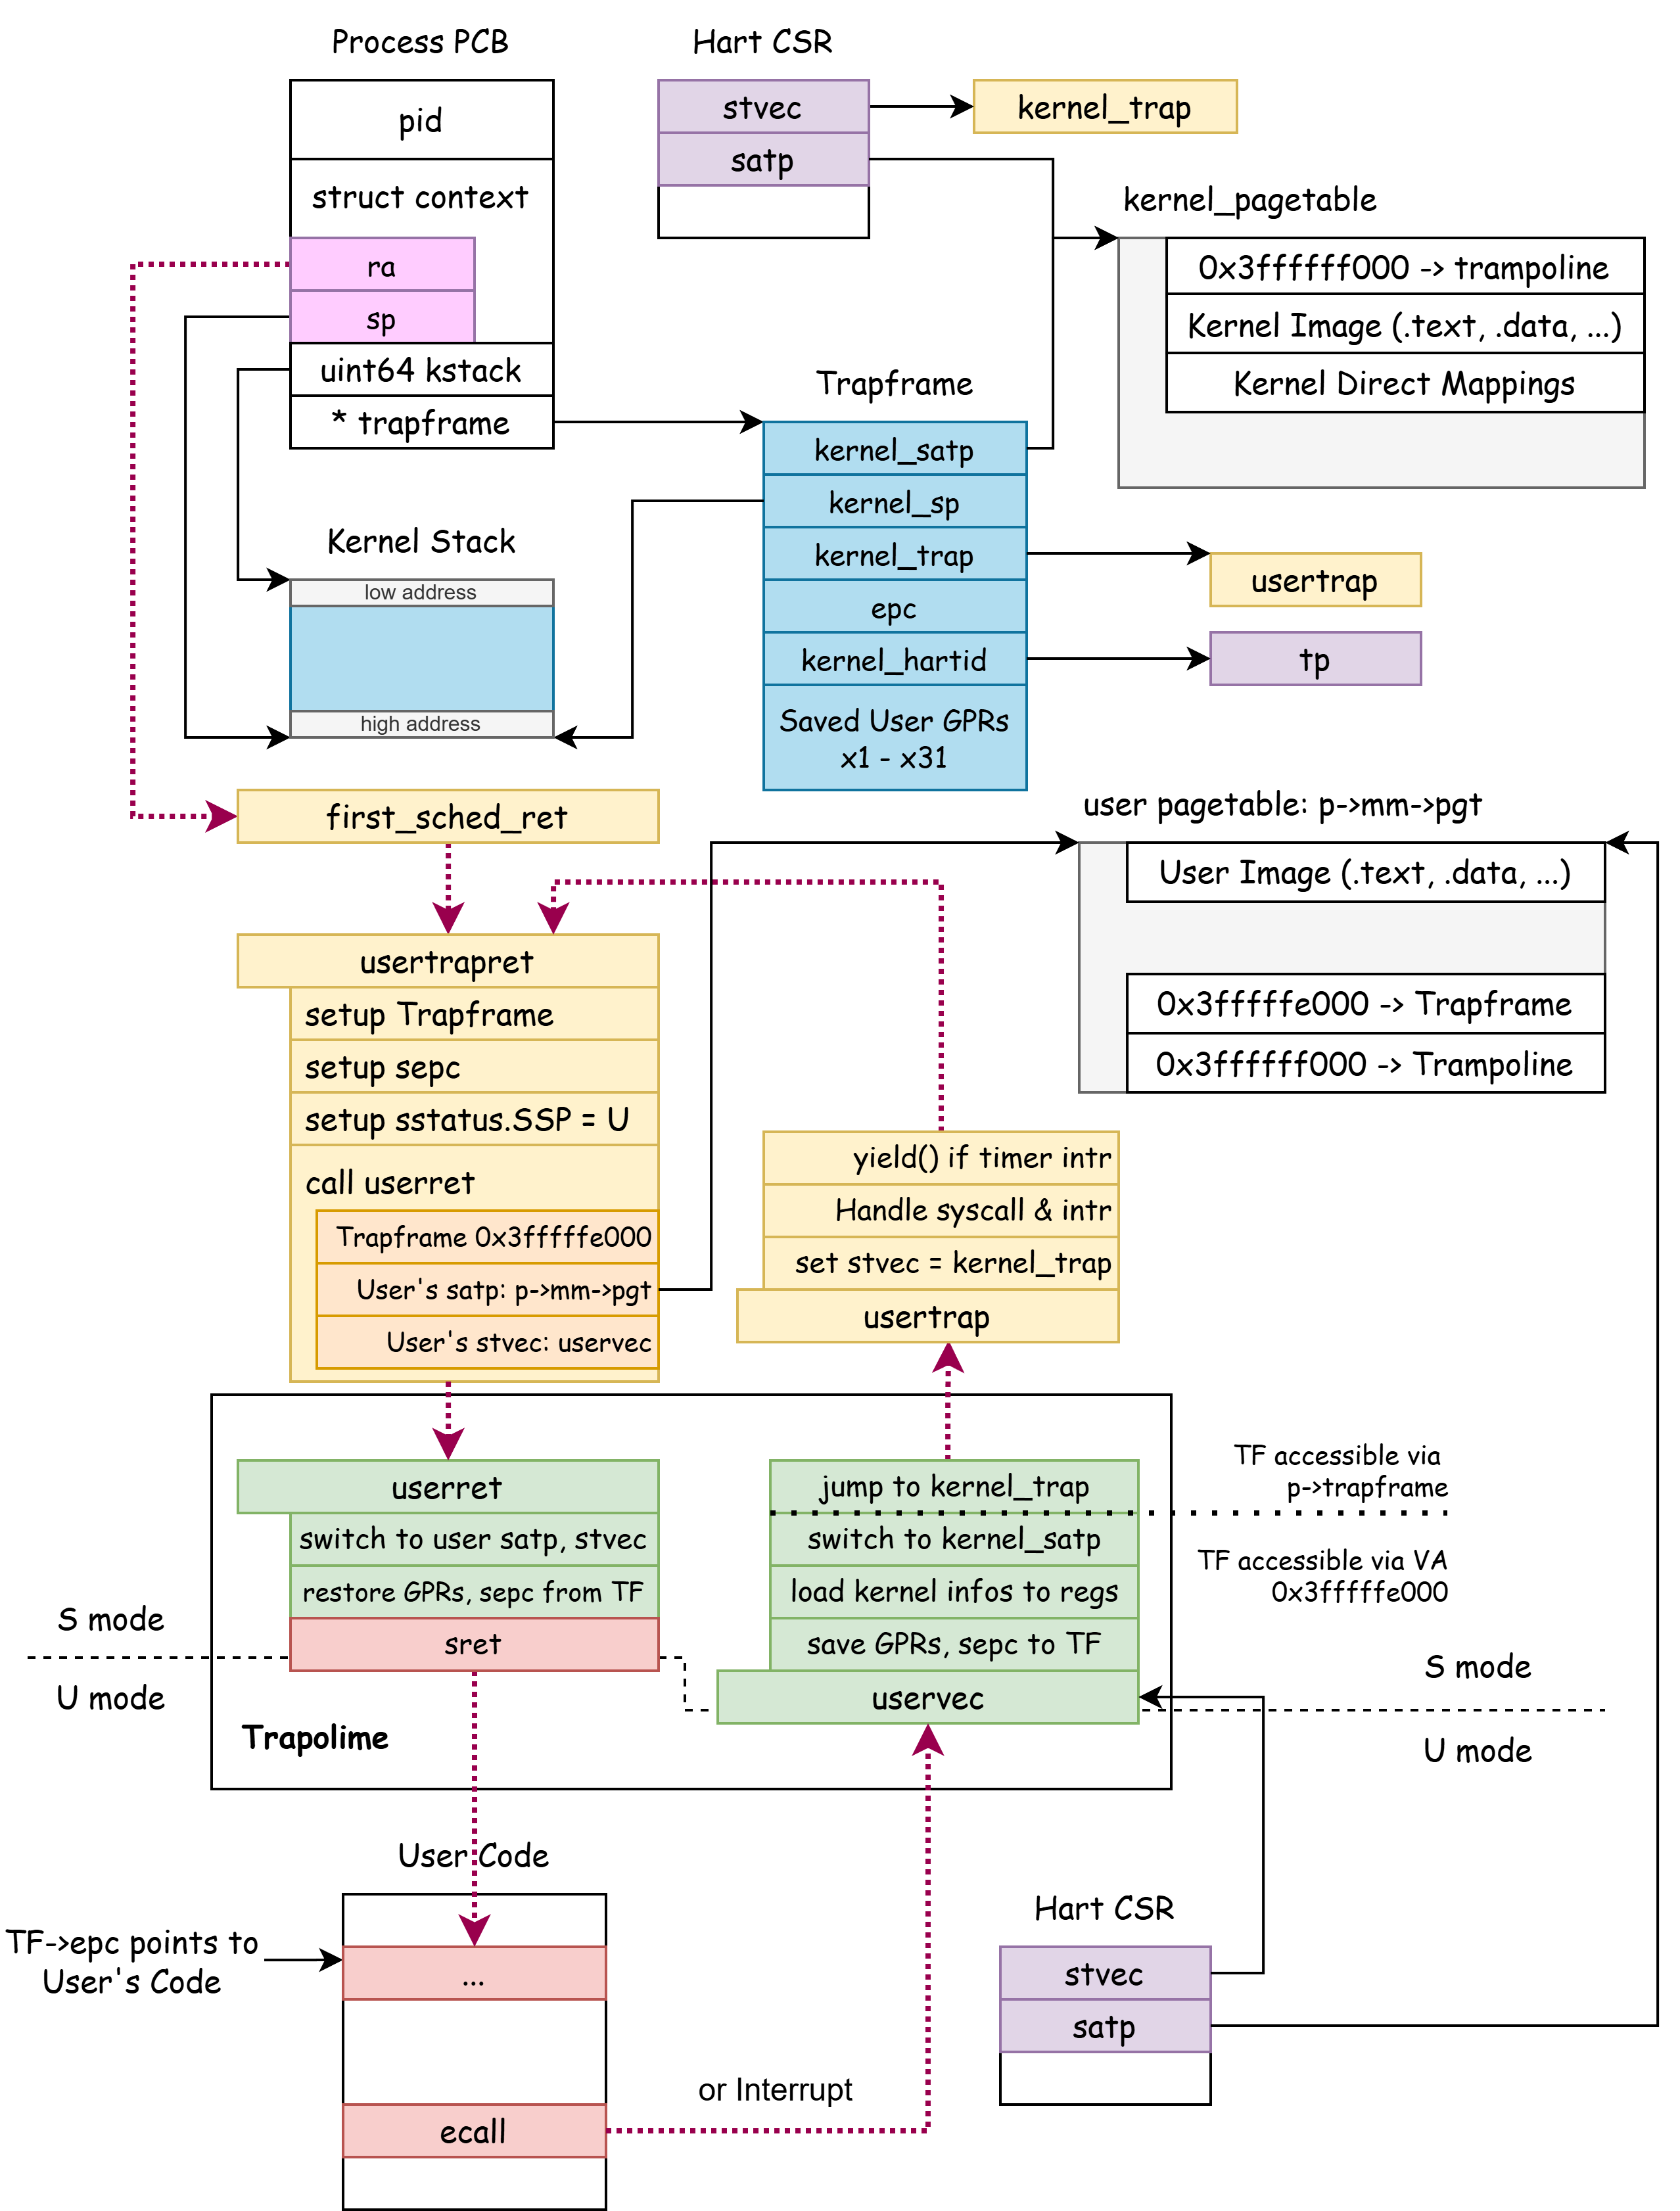 Process PCB
pid
struct context
ra
sp
uint64 kstack
* trapframe
Hart CSR
stvec
satp
kernel_trap
kernel_pagetable
0x3ffffff000 -> trampoline
Kernel Image (.text, .data, ...)
Kernel Direct Mappings
Trapframe
kernel_satp
kernel_sp
kernel_trap
epc
kernel_hartid
Saved User GPRs
x1 - x31
usertrap
tp
Kernel Stack
low address
high address
first_sched_ret
user pagetable: p->mm->pgt
User Image (.text, .data, ...)
0x3fffffe000 -> Trapframe
0x3ffffff000 -> Trampoline
usertrapret
setup Trapframe
setup sepc
setup sstatus.SSP = U
call userret
Trapframe 0x3fffffe000
User's satp: p->mm->pgt
User's stvec: uservec
yield() if timer intr
Handle syscall & intr
set stvec = kernel_trap
usertrap
userret
switch to user satp, stvec
restore GPRs, sepc from TF
sret
jump to kernel_trap
switch to kernel_satp
load kernel infos to regs
save GPRs, sepc to TF
uservec
TF accessible via
p->trapframe
TF accessible via VA
0x3fffffe000
S mode
U mode
S mode
U mode
Trapolime
User Code
TF->epc points to
User's Code
...
ecall
or Interrupt
Hart CSR
stvec
satp